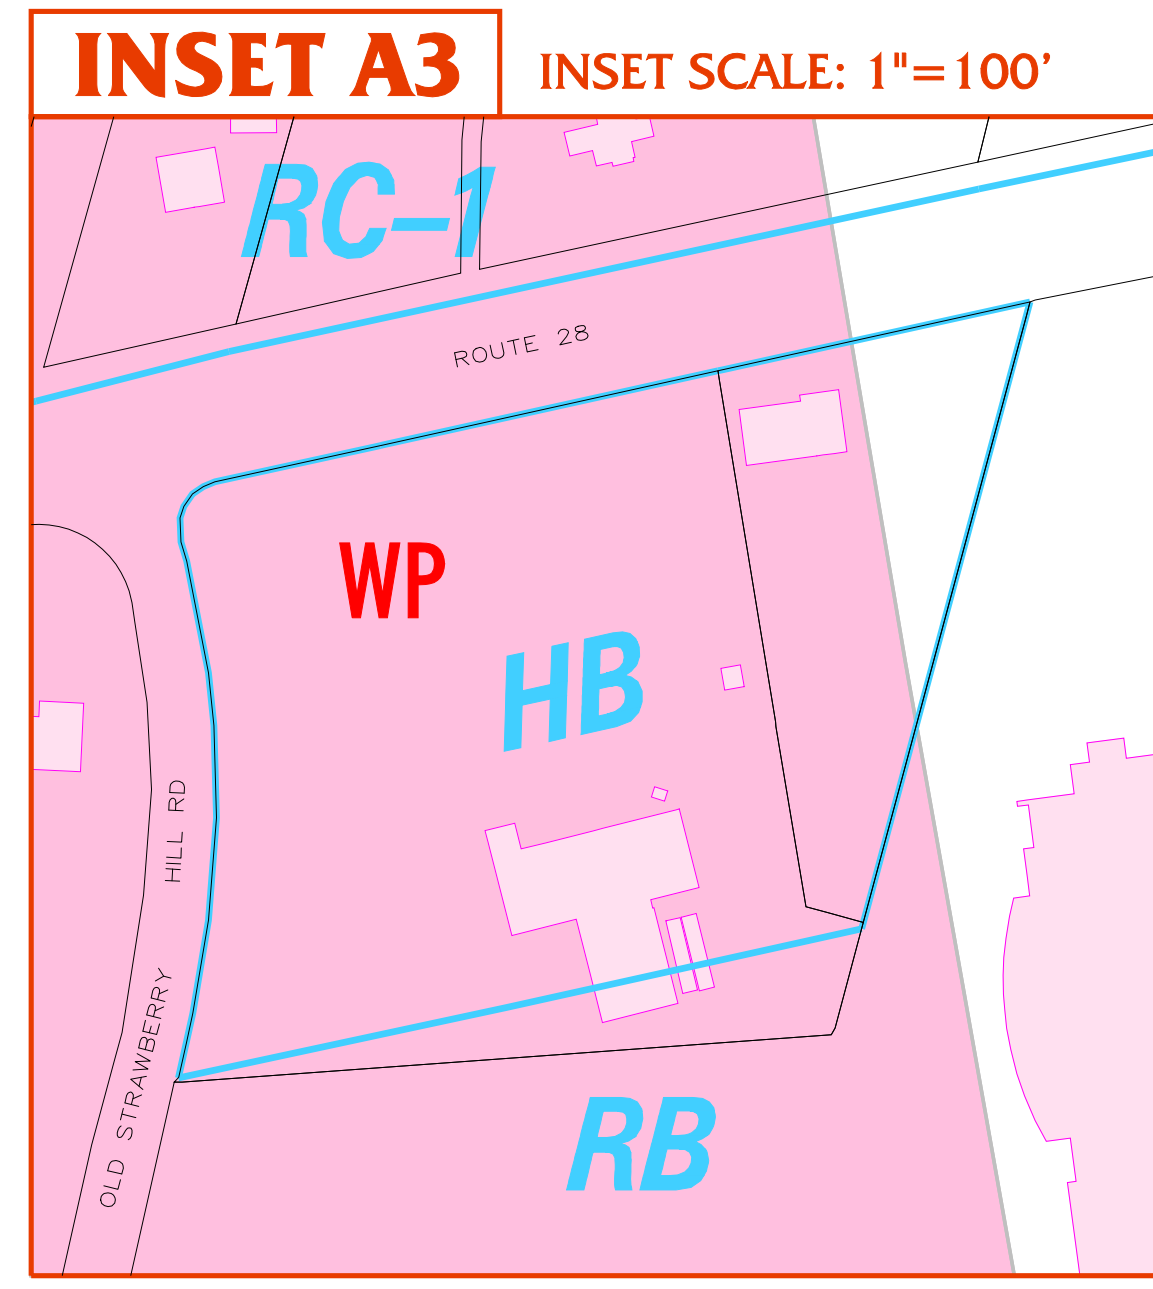 INSET A3
INSET SCALE: 1"=100'
RC-1
ROUTE 28
WP
HB
OLD STRAWBERRY HILL RD
RB